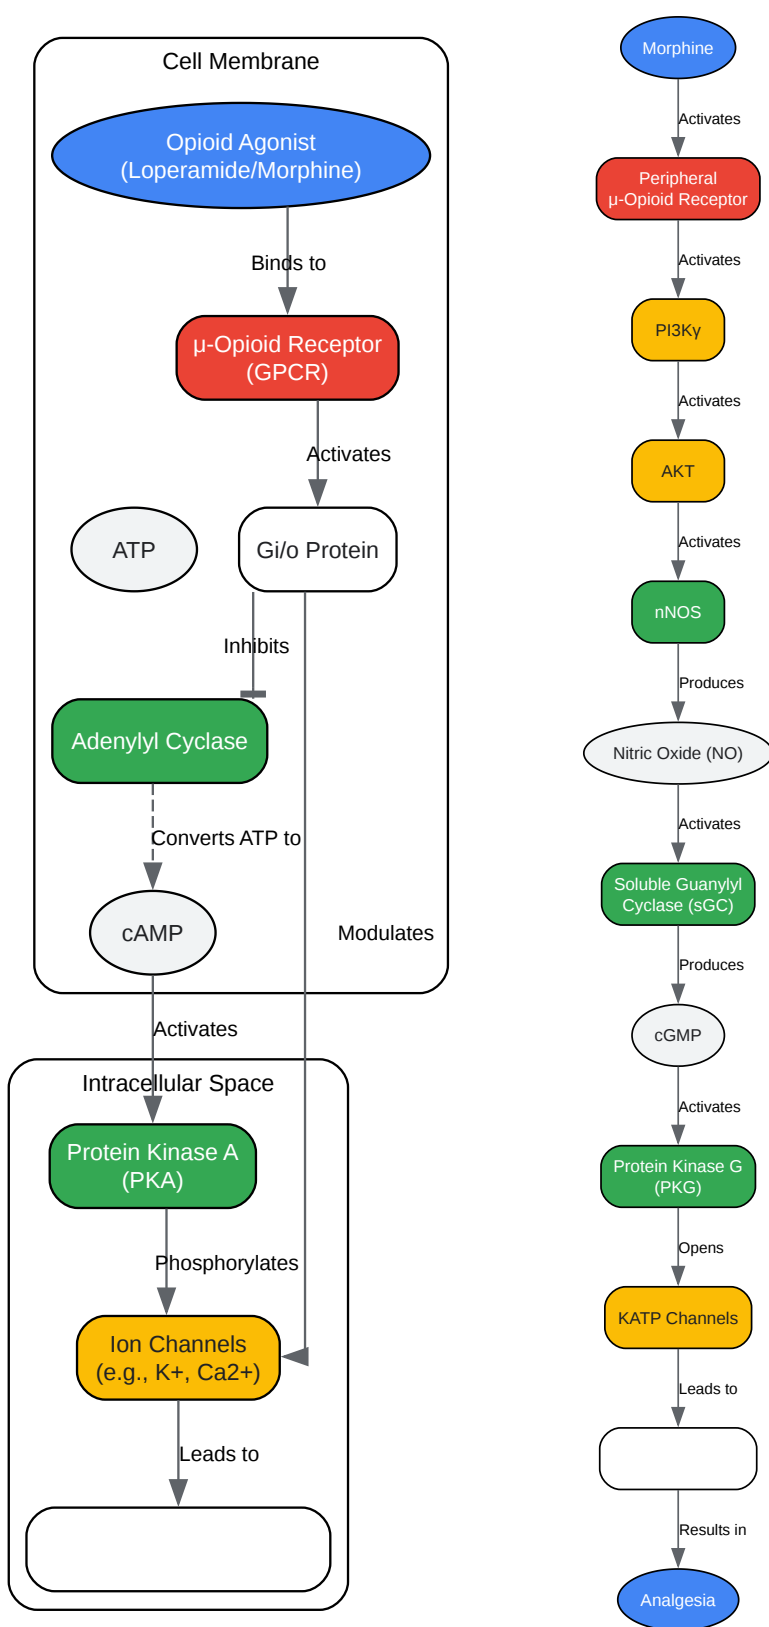 Cell Membrane
Opioid Agonist
(Loperamide/Morphine)
Binds to
μ-Opioid Receptor
(GPCR)
Activates
ATP
Gi/o Protein
Inhibits
Adenylyl Cyclase
Converts ATP to
cAMP
Modulates
Activates
Intracellular Space
Protein Kinase A
(PKA)
Phosphorylates
Ion Channels
(e.g., K+, Ca2+)
Leads to
Morphine
Activates
Peripheral
μ-Opioid Receptor
Activates
PI3Kγ
Activates
AKT
Activates
nNOS
Produces
Nitric Oxide (NO)
Activates
Soluble Guanylyl
Cyclase (sGC)
Produces
cGMP
Activates
Protein Kinase G
(PKG)
Opens
KATP Channels
Leads to
Results in
Analgesia